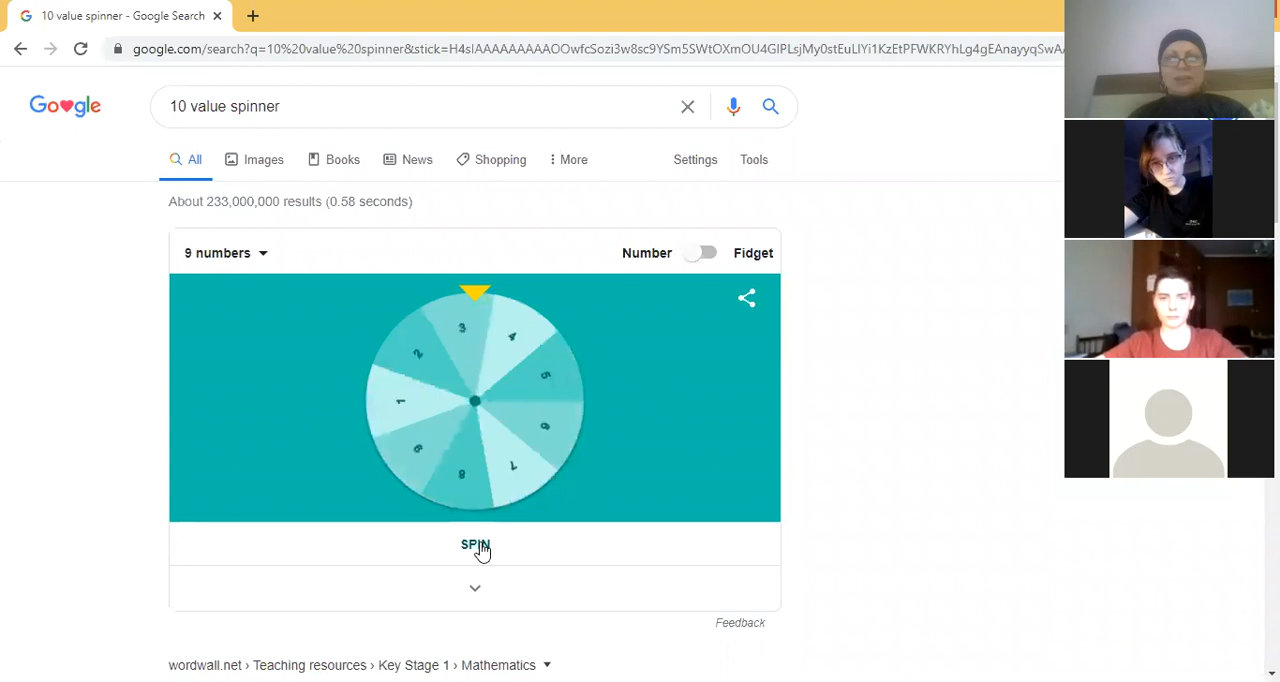 10 value spinner - Google Search
google.com/search?q=10%20value%20spinner&stick=H4sIAAAAAAAAAOOwfcSozi3w8sc9YSm5SWtOXmOU4GlPLsjMy0stEuLlYi1KzEtPFWKRYhLg4gEAnayyqSwAA
Google
10 value spinner
All
Images
Books
News
Shopping
More
Settings
Tools
About 233,000,000 results (0.58 seconds)
9 numbers
Number
Fidget
1
2
3
4
5
6
7
8
9
SPIN
Feedback
wordwall.net › Teaching resources › Key Stage 1 › Mathematics